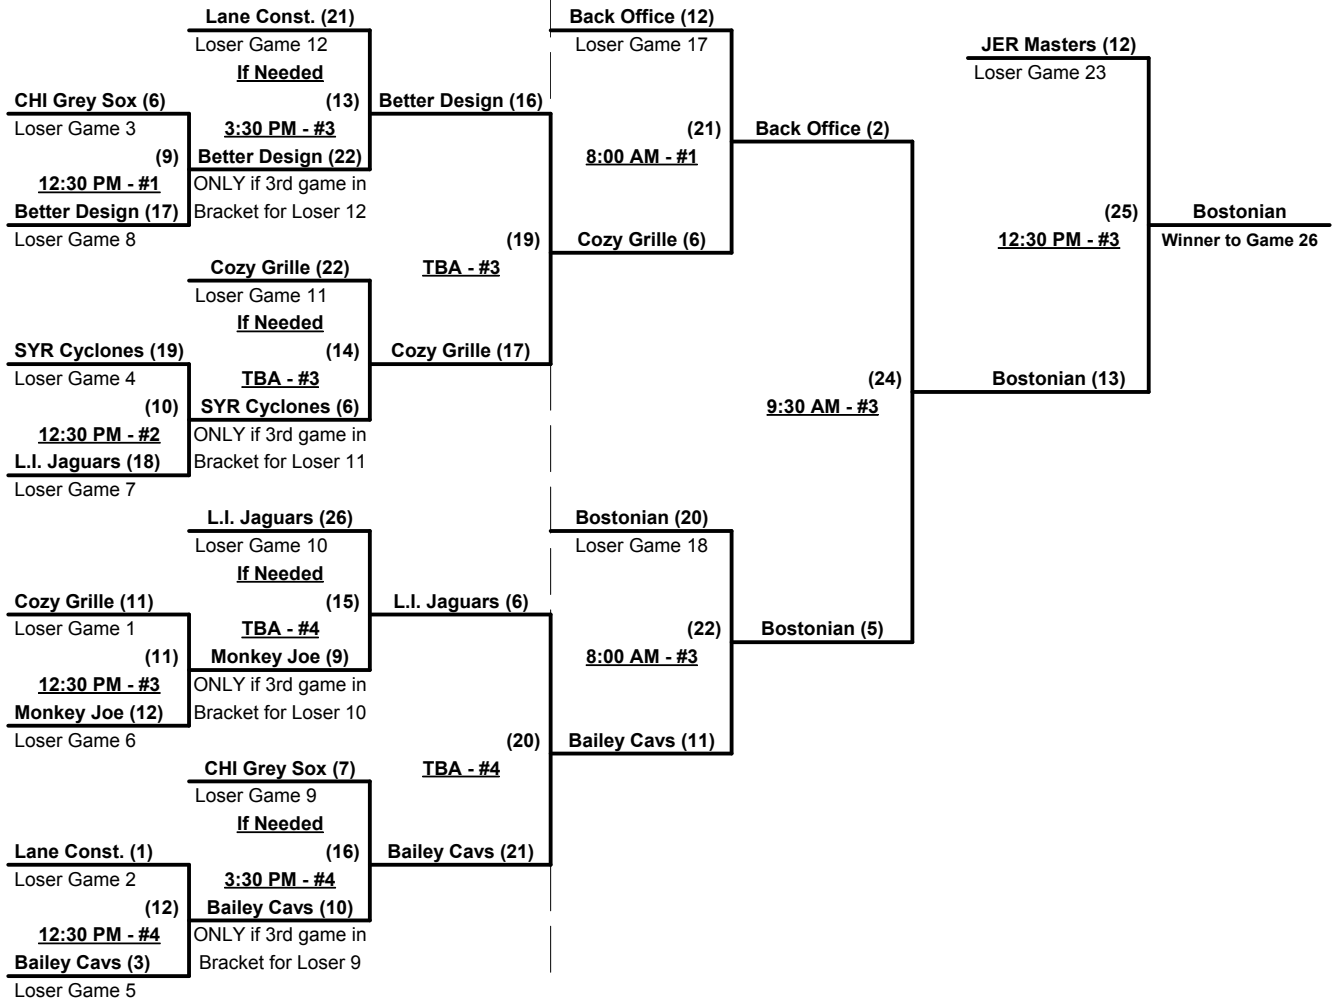 Lane Const. (21)
Loser Game 12
If Needed
CHI Grey Sox (6)
Loser Game 3
(13)
3:30 PM - #3
(9)
12:30 PM - #1
Better Design (22)
ONLY if 3rd game in
Bracket for Loser 12
Better Design (17)
Loser Game 8
Better Design (16)
Cozy Grille (22)
Loser Game 11
If Needed
SYR Cyclones (19)
Loser Game 4
(14)
TBA - #3
(10)
12:30 PM - #2
SYR Cyclones (6)
ONLY if 3rd game in
Bracket for Loser 11
L.I. Jaguars (18)
Loser Game 7
Cozy Grille (17)
(19)
TBA - #3
L.I. Jaguars (26)
Loser Game 10
If Needed
Cozy Grille (11)
Loser Game 1
(15)
TBA - #4
(11)
12:30 PM - #3
Monkey Joe (9)
ONLY if 3rd game in
Bracket for Loser 10
Monkey Joe (12)
Loser Game 6
L.I. Jaguars (6)
CHI Grey Sox (7)
Loser Game 9
If Needed
Lane Const. (1)
Loser Game 2
(16)
3:30 PM - #4
(12)
12:30 PM - #4
Bailey Cavs (10)
ONLY if 3rd game in
Bracket for Loser 9
Bailey Cavs (3)
Loser Game 5
Bailey Cavs (21)
(20)
TBA - #4
Back Office (12)
Loser Game 17
(21)
8:00 AM - #1
Cozy Grille (6)
Back Office (2)
Bostonian (20)
Loser Game 18
(22)
8:00 AM - #3
Bailey Cavs (11)
Bostonian (5)
(24)
9:30 AM - #3
JER Masters (12)
Loser Game 23
(25)
12:30 PM - #3
Bostonian (13)
Bostonian
Winner to Game 26